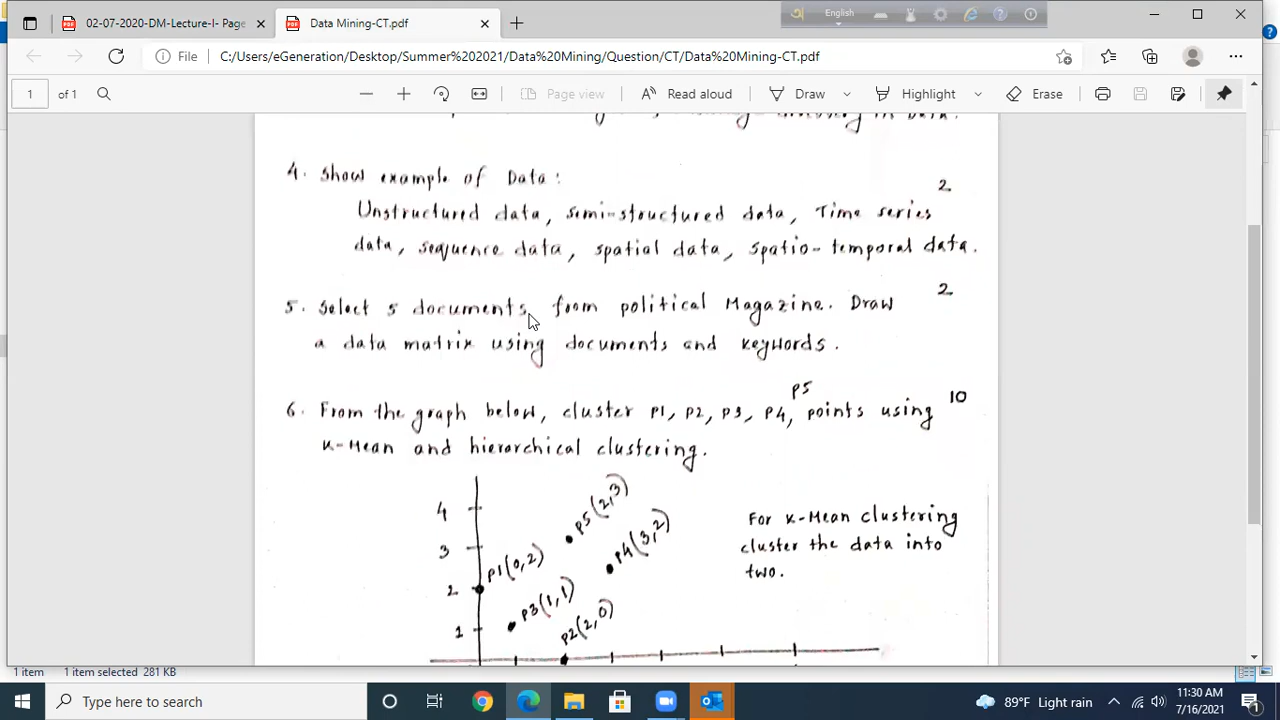 02-07-2020-DM-Lecture-I- Page
Data Mining-CT.pdf
English
File
C:/Users/eGeneration/Desktop/Summer%202021/Data%20Mining/Question/CT/Data%20Mining-CT.pdf
1 of 1
Page view
Read aloud
Draw
Highlight
Erase
4. Show example of Data:
2
Unstructured data, semi-structured data, Time series
data, sequence data, spatial data, spatio-temporal data.
5. Select 5 documents from political Magazine. Draw
2
a data matrix using documents and keywords.
P5
6. From the graph below, cluster P1, P2, P3, P4, points using
10
K-Mean and hierarchical clustering.
4
P5(2,3)
For K-Mean clustering
3
P4(3,2)
cluster the data into
P1(0,2)
two.
2
P3(1,1)
1
P2(2,0)
1 item
1 item selected 281 KB
Type here to search
89°F Light rain
11:30 AM
7/16/2021